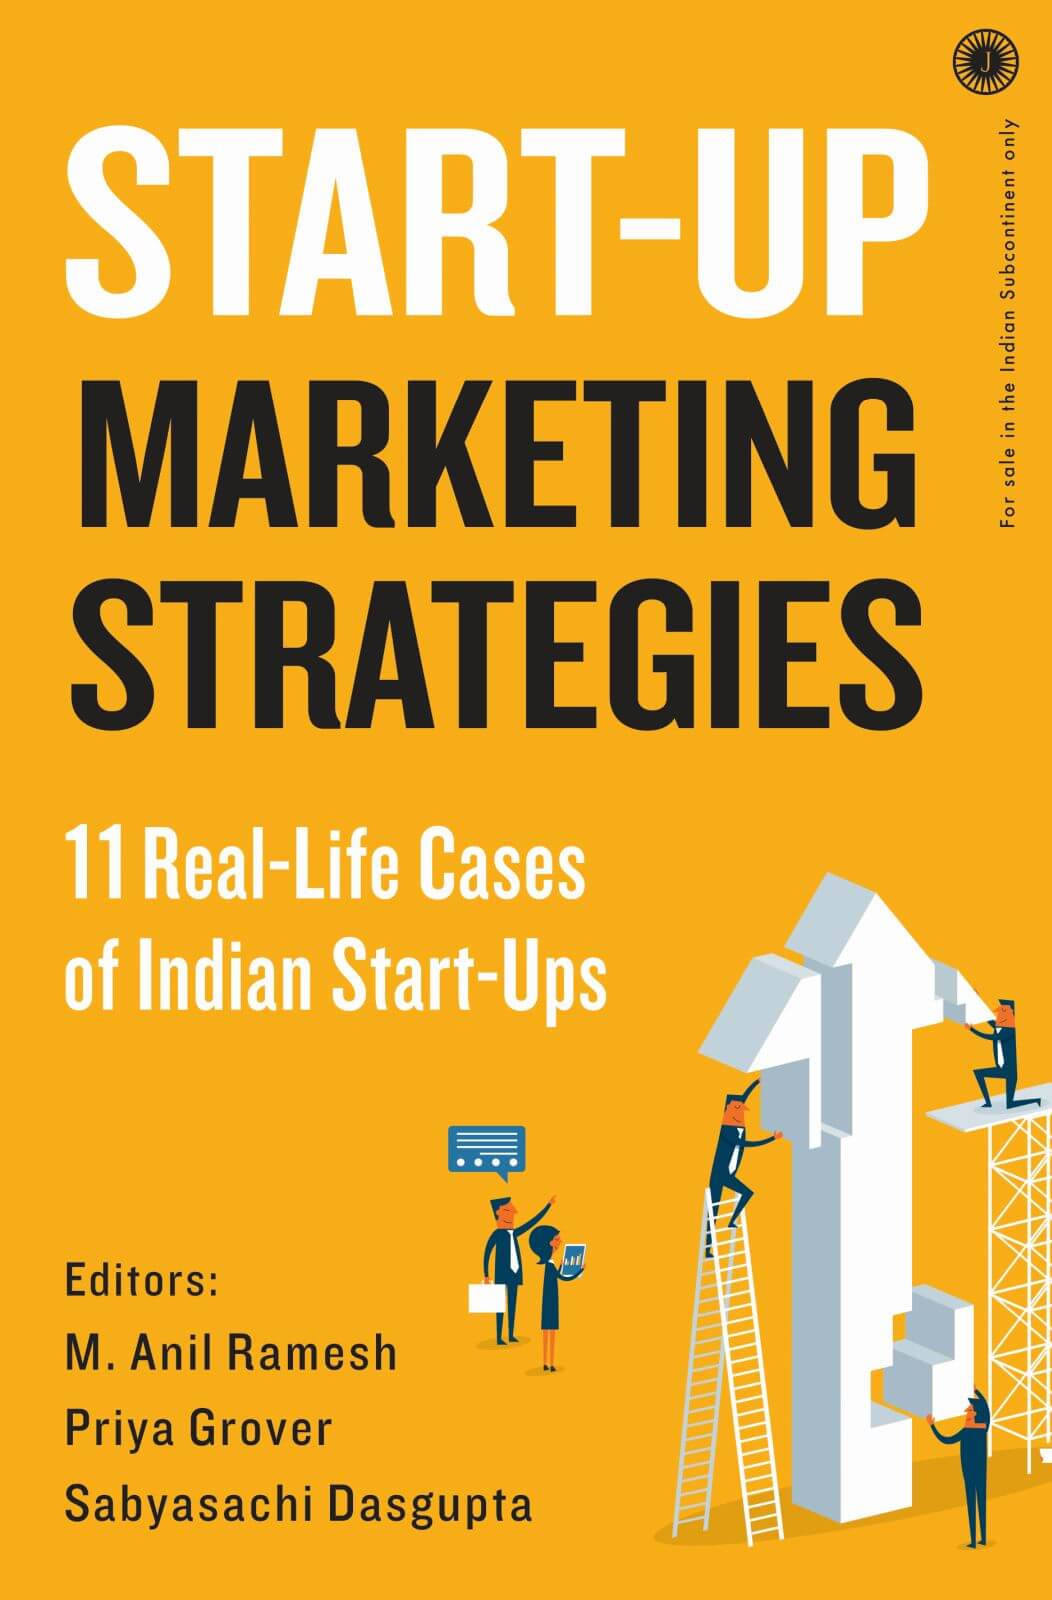 J
For sale in the Indian Subcontinent only
START-UP
MARKETING
STRATEGIES
11 Real-Life Cases
of Indian Start-Ups
Editors:
M. Anil Ramesh
Priya Grover
Sabyasachi Dasgupta